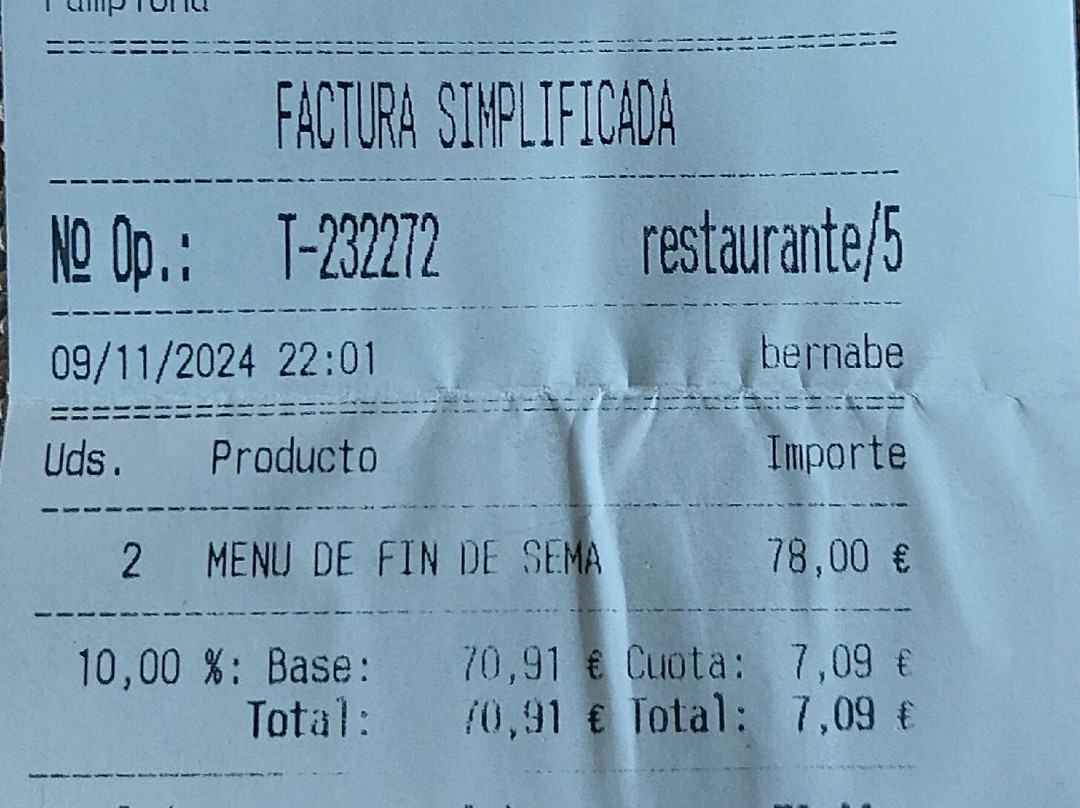 Pamplona
FACTURA SIMPLIFICADA
Nº Op.: T-232272 restaurante/5
09/11/2024 22:01 bernabe
Uds. Producto Importe
2 MENU DE FIN DE SEMA 78,00 €
10,00 %: Base: 70,91 € Cuota: 7,09 €
Total: 70,91 € Total: 7,09 €